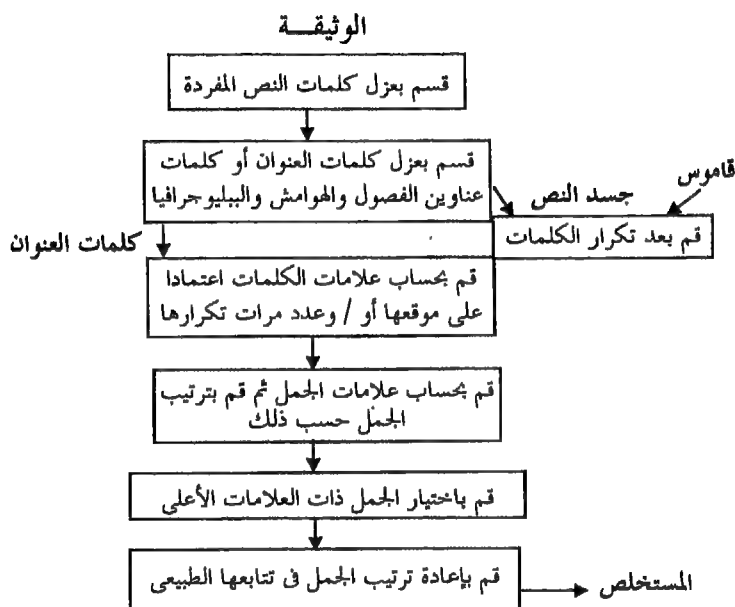 الوثيقـــة
قسم بعزل كلمات النص المفردة
قسم بعزل كلمات العنوان أو كلمات
عناوين الفصول والهوامش والببليوجرافيا
قاموس
جسد النص
قم بعد تكرار الكلمات
كلمات العنوان
قم بحساب علامات الكلمات اعتمادا
على موقعها أو / وعدد مرات تكرارها
قم بحساب علامات الجمل ثم قم بترتيب
الجمل حسب ذلك
قم باختيار الجمل ذات العلامات الأعلى
قم بإعادة ترتيب الجمل فى تتابعها الطبيعى
المستخلص